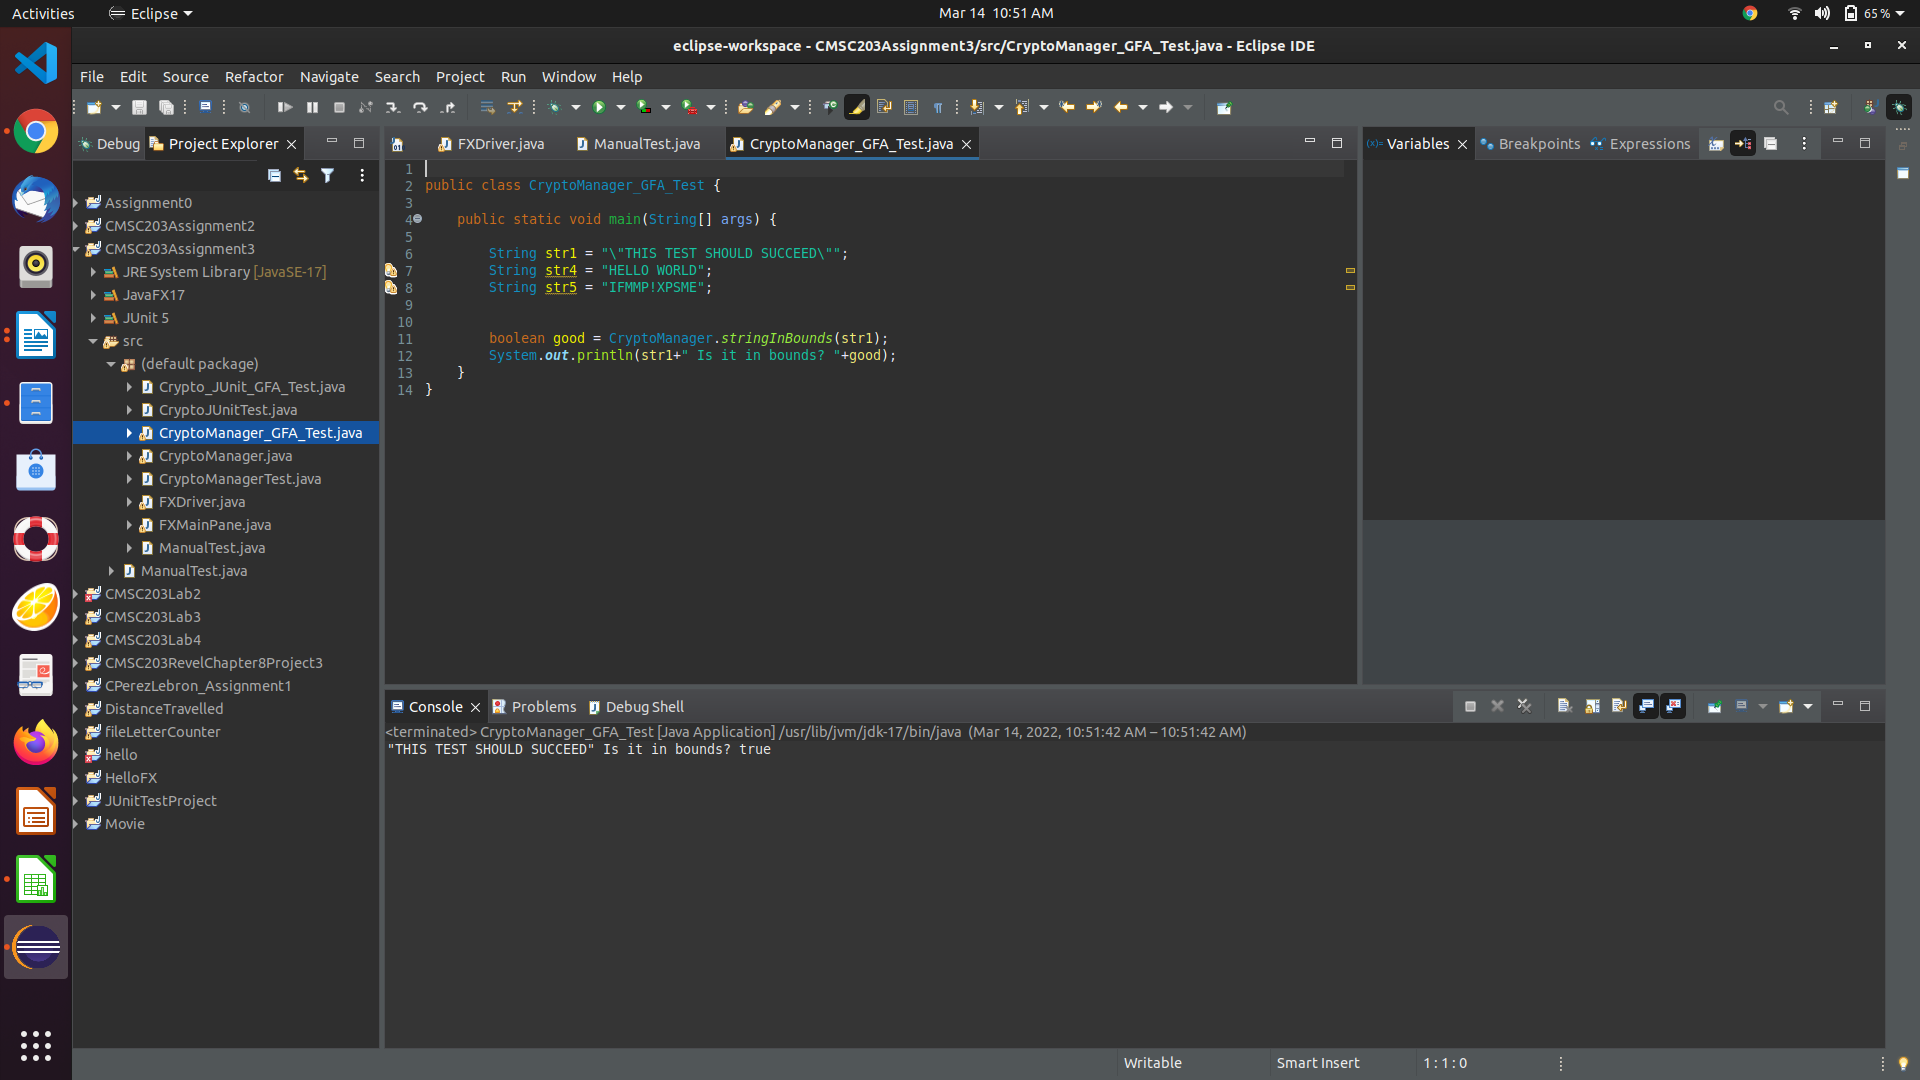 Activities Eclipse Mar 14 10:51 AM 65 %
eclipse-workspace - CMSC203Assignment3/src/CryptoManager_GFA_Test.java - Eclipse IDE
File Edit Source Refactor Navigate Search Project Run Window Help
Debug Project Explorer
Assignment0
CMSC203Assignment2
CMSC203Assignment3
JRE System Library [JavaSE-17]
JavaFX17
JUnit 5
src
(default package)
Crypto_JUnit_GFA_Test.java
CryptoJUnitTest.java
CryptoManager_GFA_Test.java
CryptoManager.java
CryptoManagerTest.java
FXDriver.java
FXMainPane.java
ManualTest.java
ManualTest.java
CMSC203Lab2
CMSC203Lab3
CMSC203Lab4
CMSC203RevelChapter8Project3
CPerezLebron_Assignment1
DistanceTravelled
fileLetterCounter
hello
HelloFX
JUnitTestProject
Movie
FXDriver.java ManualTest.java CryptoManager_GFA_Test.java
1
2 public class CryptoManager_GFA_Test {
3
4 public static void main(String[] args) {
5
6 String str1 = "\"THIS TEST SHOULD SUCCEED\"";
7 String str4 = "HELLO WORLD";
8 String str5 = "IFMMP!XPSME";
9
10
11 boolean good = CryptoManager.stringInBounds(str1);
12 System.out.println(str1+" Is it in bounds? "+good);
13 }
14 }
Variables Breakpoints Expressions
Console Problems Debug Shell
<terminated> CryptoManager_GFA_Test [Java Application] /usr/lib/jvm/jdk-17/bin/java (Mar 14, 2022, 10:51:42 AM – 10:51:42 AM)
"THIS TEST SHOULD SUCCEED" Is it in bounds? true
Writable Smart Insert 1 : 1 : 0